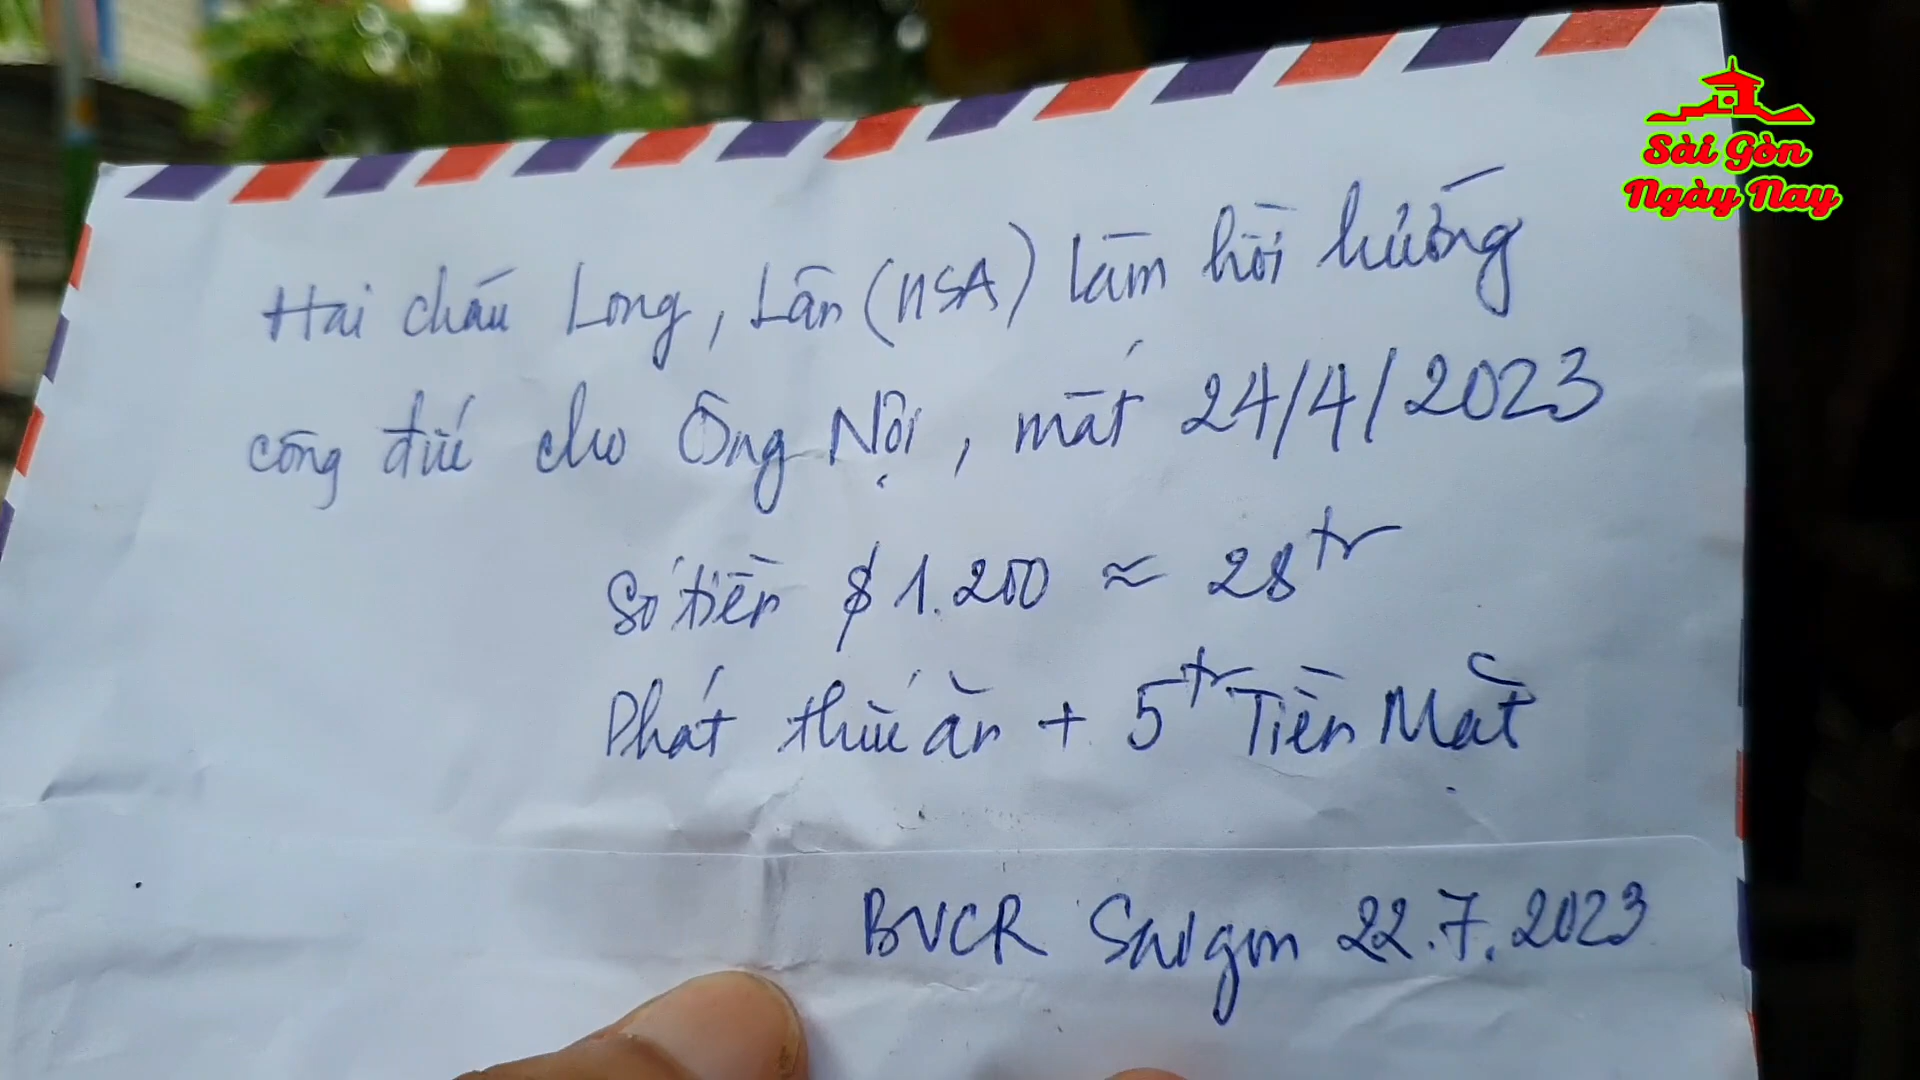 Sài Gòn
Ngày Nay
Hai cháu Long, Lân (USA) làm hồi hướng
công đức cho Ông Nội, mất 24/4/2023
Số tiền $1.200 ≈ 28tr
Phát thức ăn + 5tr Tiền Mặt
BVCR Saigon 22.7.2023